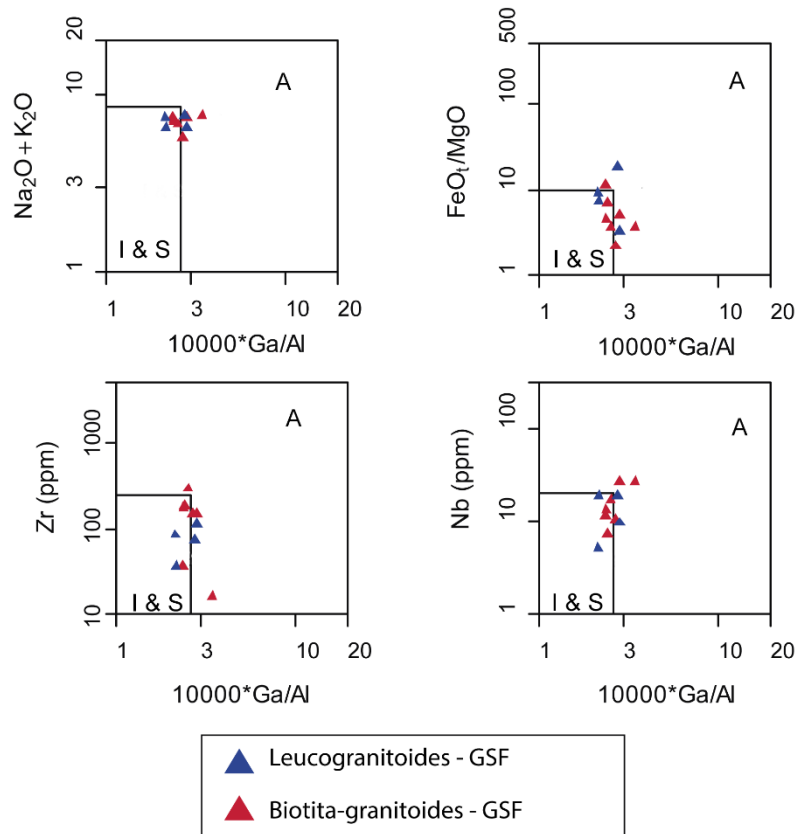 20
10
3
1
Na₂O + K₂O
A
I & S
1 3 10 20
10000*Ga/Al
500
100
10
1
FeOₜ/MgO
A
I & S
1 3 10 20
10000*Ga/Al
1000
100
10
Zr (ppm)
A
I & S
1 3 10 20
10000*Ga/Al
100
10
1
Nb (ppm)
A
I & S
1 3 10 20
10000*Ga/Al
Leucogranitoides - GSF
Biotita-granitoides - GSF